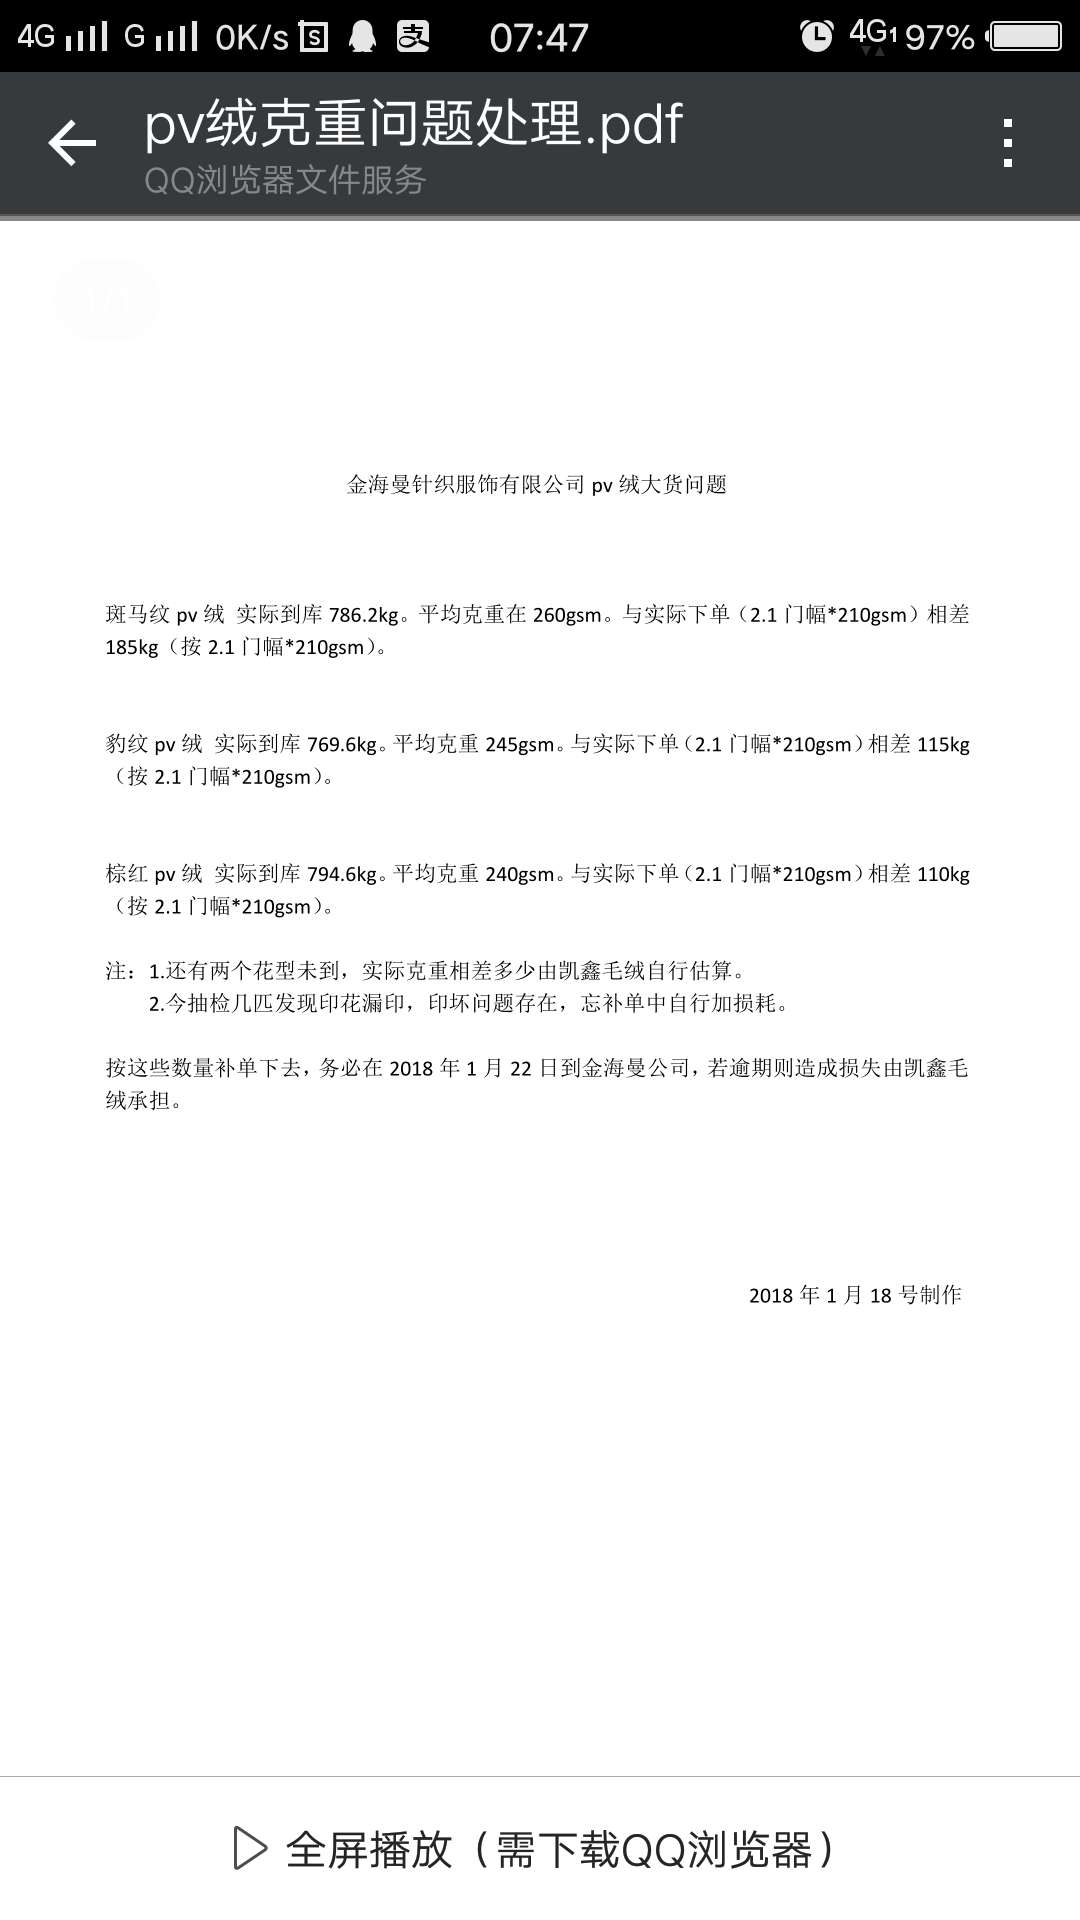 4G G 0K/s S 支 07:47 4G1 97%
pv绒克重问题处理.pdf
QQ浏览器文件服务
金海曼针织服饰有限公司 pv 绒大货问题
斑马纹 pv 绒 实际到库 786.2kg。平均克重在 260gsm。与实际下单（2.1 门幅*210gsm）相差
185kg（按 2.1 门幅*210gsm）。
豹纹 pv 绒 实际到库 769.6kg。平均克重 245gsm。与实际下单（2.1 门幅*210gsm）相差 115kg
（按 2.1 门幅*210gsm）。
棕红 pv 绒 实际到库 794.6kg。平均克重 240gsm。与实际下单（2.1 门幅*210gsm）相差 110kg
（按 2.1 门幅*210gsm）。
注：1.还有两个花型未到，实际克重相差多少由凯鑫毛绒自行估算。
2.今抽检几匹发现印花漏印，印坏问题存在，忘补单中自行加损耗。
按这些数量补单下去，务必在 2018 年 1 月 22 日到金海曼公司，若逾期则造成损失由凯鑫毛
绒承担。
2018 年 1 月 18 号制作
全屏播放（需下载QQ浏览器）